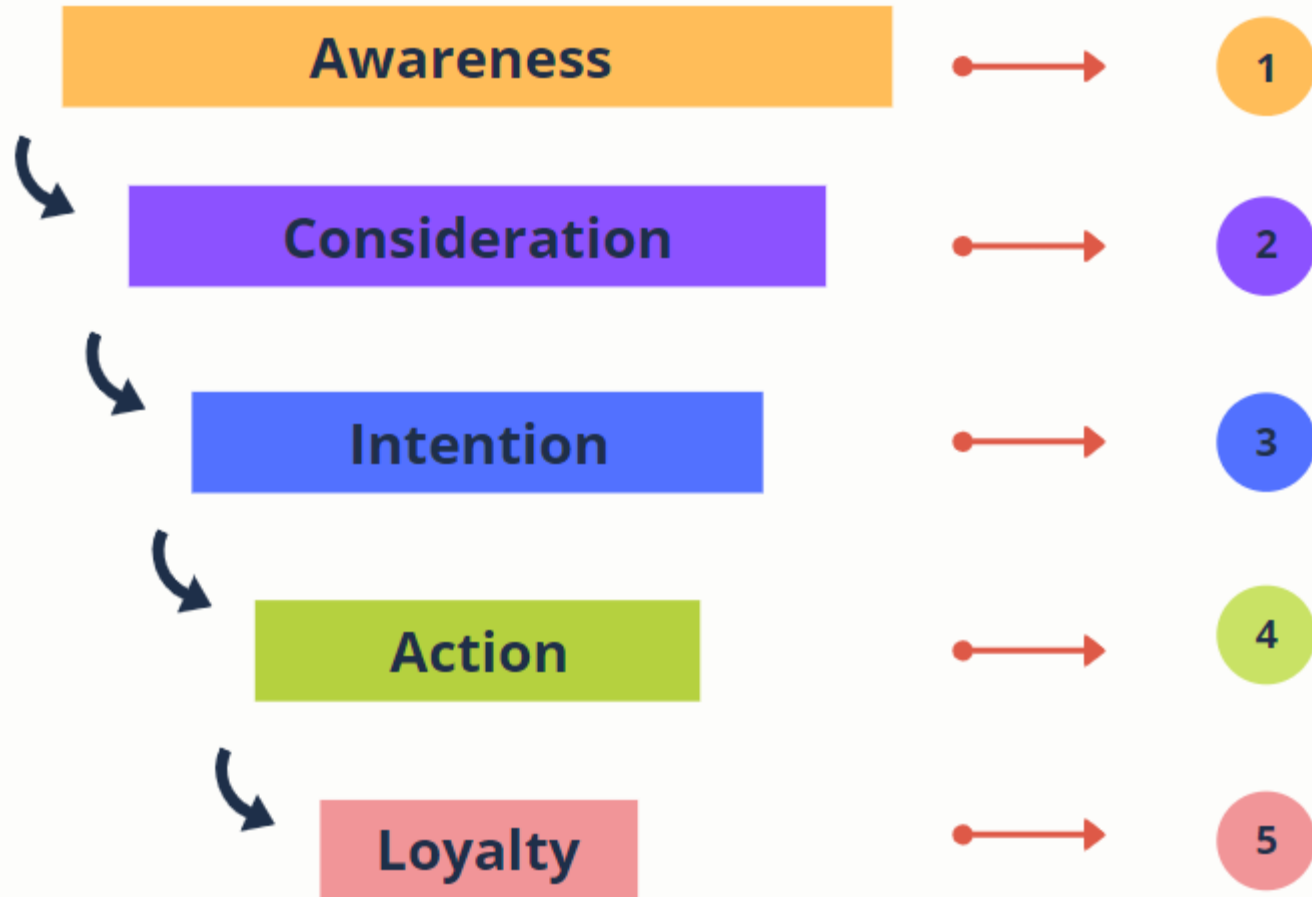 Awareness
1
Consideration
2
Intention
3
Action
4
Loyalty
5